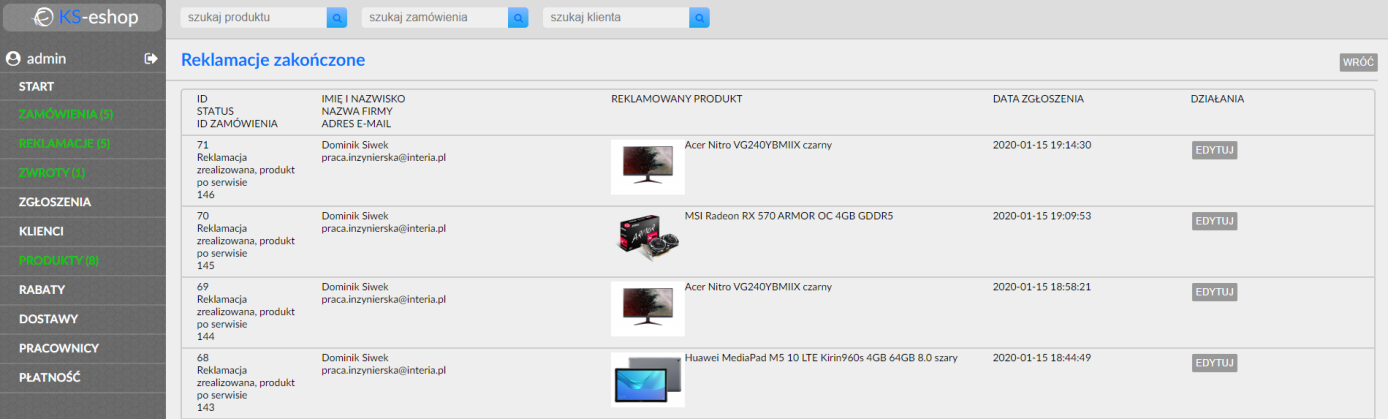 KS-eshop
szukaj produktu
szukaj zamówienia
szukaj klienta
admin
START
ZAMÓWIENIA (5)
REKLAMACJE (5)
ZWROTY (1)
ZGŁOSZENIA
KLIENCI
PRODUKTY (8)
RABATY
DOSTAWY
PRACOWNICY
PŁATNOŚĆ
Reklamacje zakończone
WRÓĆ
ID
STATUS
ID ZAMÓWIENIA
IMIĘ I NAZWISKO
NAZWA FIRMY
ADRES E-MAIL
REKLAMOWANY PRODUKT
DATA ZGŁOSZENIA
DZIAŁANIA
71
Reklamacja
zrealizowana, produkt
po serwisie
146
Dominik Siwek
praca.inzynierska@interia.pl
Acer Nitro VG240YBMIIX czarny
2020-01-15 19:14:30
EDYTUJ
70
Reklamacja
zrealizowana, produkt
po serwisie
145
Dominik Siwek
praca.inzynierska@interia.pl
MSI Radeon RX 570 ARMOR OC 4GB GDDR5
2020-01-15 19:09:53
EDYTUJ
69
Reklamacja
zrealizowana, produkt
po serwisie
144
Dominik Siwek
praca.inzynierska@interia.pl
Acer Nitro VG240YBMIIX czarny
2020-01-15 18:58:21
EDYTUJ
68
Reklamacja
zrealizowana, produkt
po serwisie
143
Dominik Siwek
praca.inzynierska@interia.pl
Huawei MediaPad M5 10 LTE Kirin960s 4GB 64GB 8.0 szary
2020-01-15 18:44:49
EDYTUJ